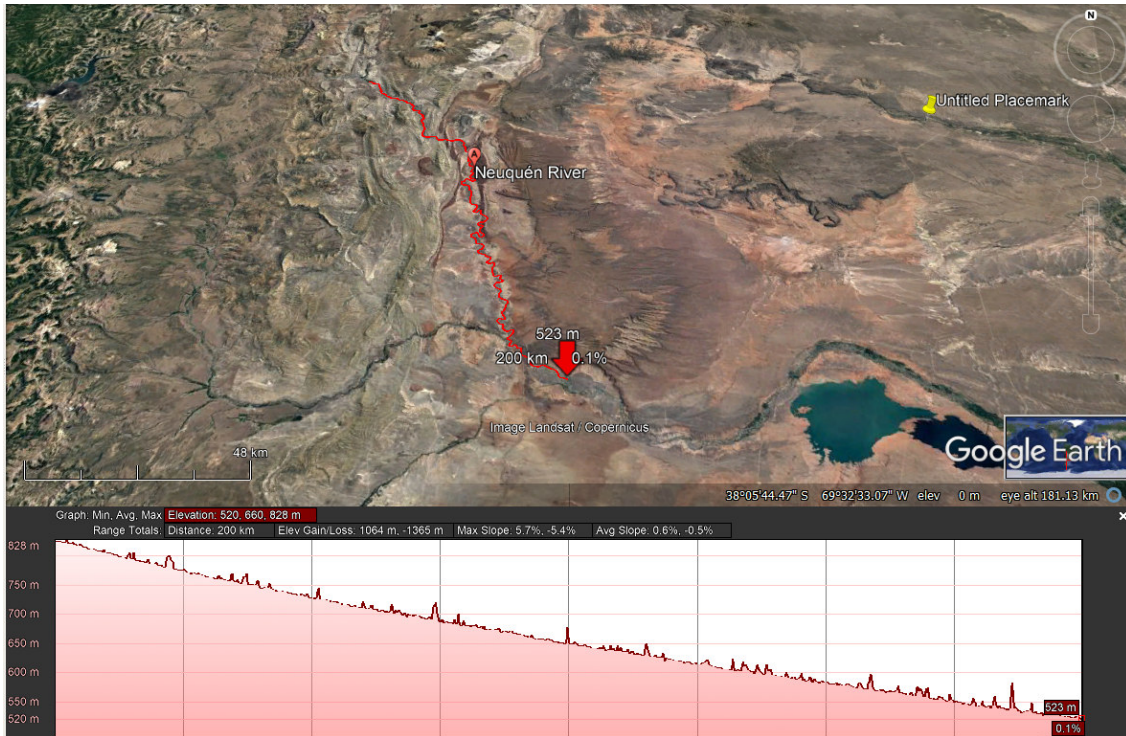 N
Untitled Placemark
A
Neuquén River
523 m
200 km 0.1%
Image Landsat / Copernicus
48 km
Google Earth
38°05'44.47" S 69°32'33.07" W elev 0 m eye alt 181.13 km
Graph: Min, Avg, Max Elevation: 520, 660, 828 m
Range Totals: Distance: 200 km Elev Gain/Loss: 1064 m, -1365 m Max Slope: 5.7%, -5.4% Avg Slope: 0.6%, -0.5%
828 m
750 m
700 m
650 m
600 m
550 m
523 m
520 m
0.1%